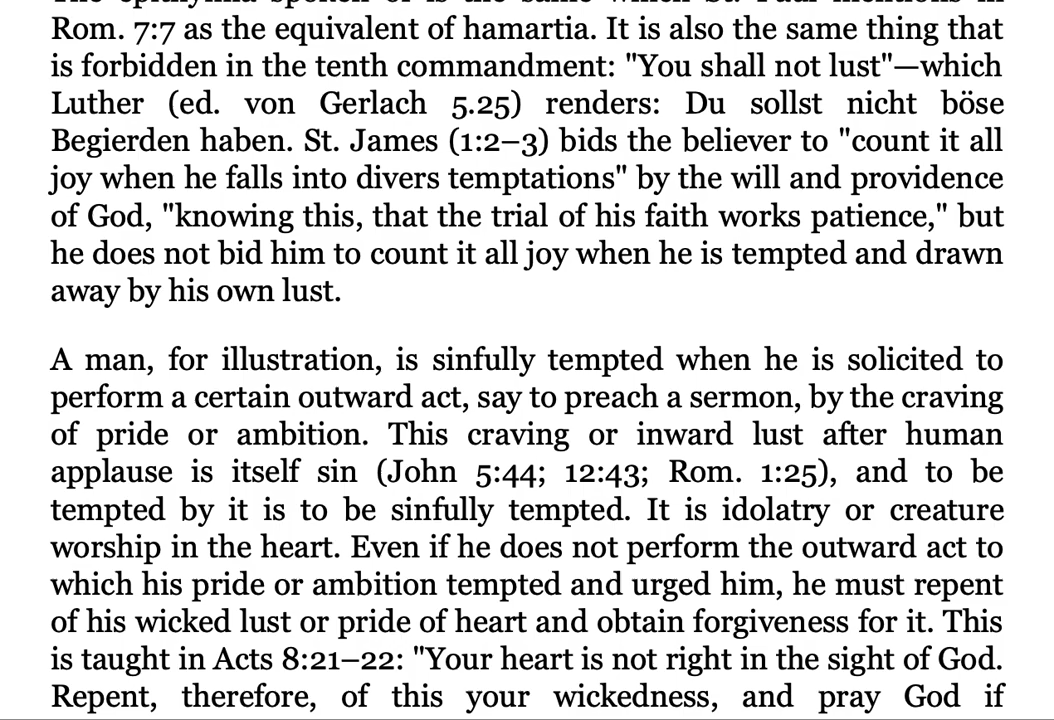 Rom. 7:7 as the equivalent of hamartia. It is also the same thing that
is forbidden in the tenth commandment: "You shall not lust"—which
Luther (ed. von Gerlach 5.25) renders: Du sollst nicht böse
Begierden haben. St. James (1:2–3) bids the believer to "count it all
joy when he falls into divers temptations" by the will and providence
of God, "knowing this, that the trial of his faith works patience," but
he does not bid him to count it all joy when he is tempted and drawn
away by his own lust.
A man, for illustration, is sinfully tempted when he is solicited to
perform a certain outward act, say to preach a sermon, by the craving
of pride or ambition. This craving or inward lust after human
applause is itself sin (John 5:44; 12:43; Rom. 1:25), and to be
tempted by it is to be sinfully tempted. It is idolatry or creature
worship in the heart. Even if he does not perform the outward act to
which his pride or ambition tempted and urged him, he must repent
of his wicked lust or pride of heart and obtain forgiveness for it. This
is taught in Acts 8:21–22: "Your heart is not right in the sight of God.
Repent, therefore, of this your wickedness, and pray God if